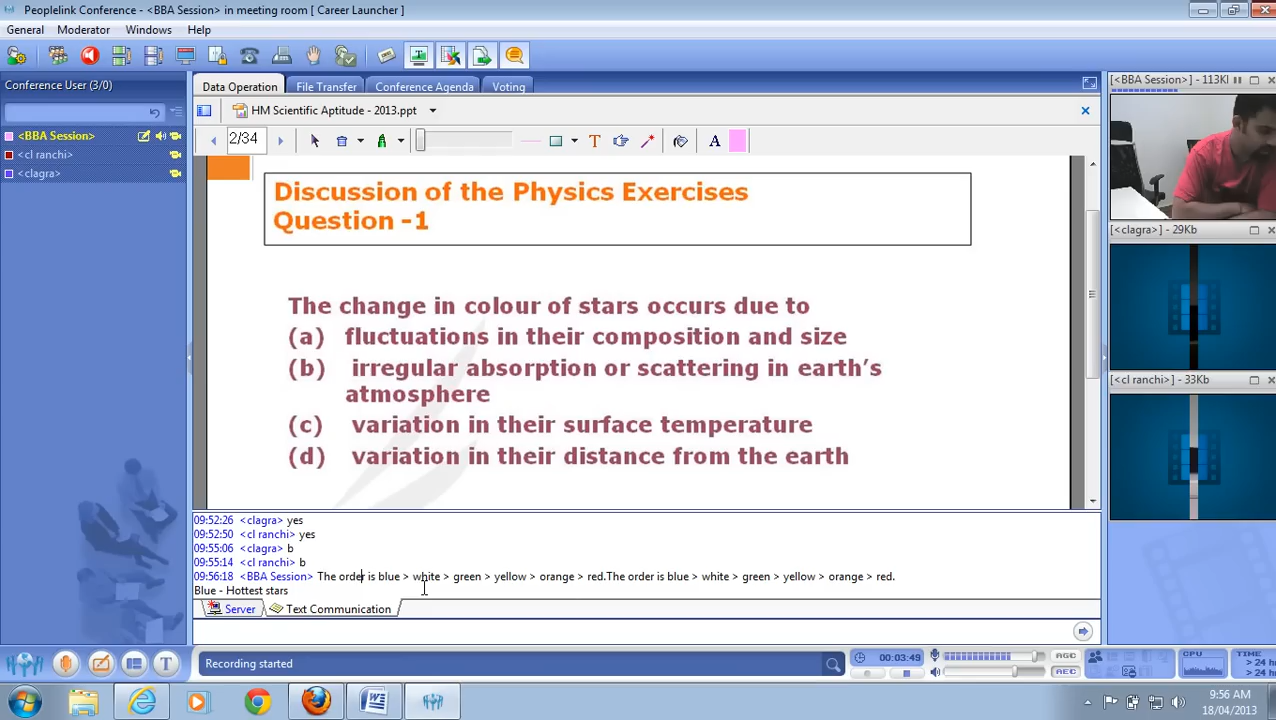 Peoplelink Conference - <BBA Session> in meeting room [ Career Launcher ]
General Moderator Windows Help
Conference User (3/0)
<BBA Session>
<cl ranchi>
<clagra>
Data Operation File Transfer Conference Agenda Voting
HM Scientific Aptitude - 2013.ppt
2/34
T A
Discussion of the Physics Exercises
Question -1
The change in colour of stars occurs due to
(a) fluctuations in their composition and size
(b) irregular absorption or scattering in earth's
atmosphere
(c) variation in their surface temperature
(d) variation in their distance from the earth
09:52:26 <clagra> yes
09:52:50 <cl ranchi> yes
09:55:06 <clagra> b
09:55:14 <cl ranchi> b
09:56:18 <BBA Session> The order is blue > white > green > yellow > orange > red.The order is blue > white > green > yellow > orange > red.
Blue - Hottest stars
Server Text Communication
[<BBA Session>] - 113Kl
[<clagra>] - 29Kb
[<cl ranchi>] - 33Kb
Recording started
00:03:49
AGC
AEC
CPU
TIME
> 24 h
> 24 h
9:56 AM
18/04/2013